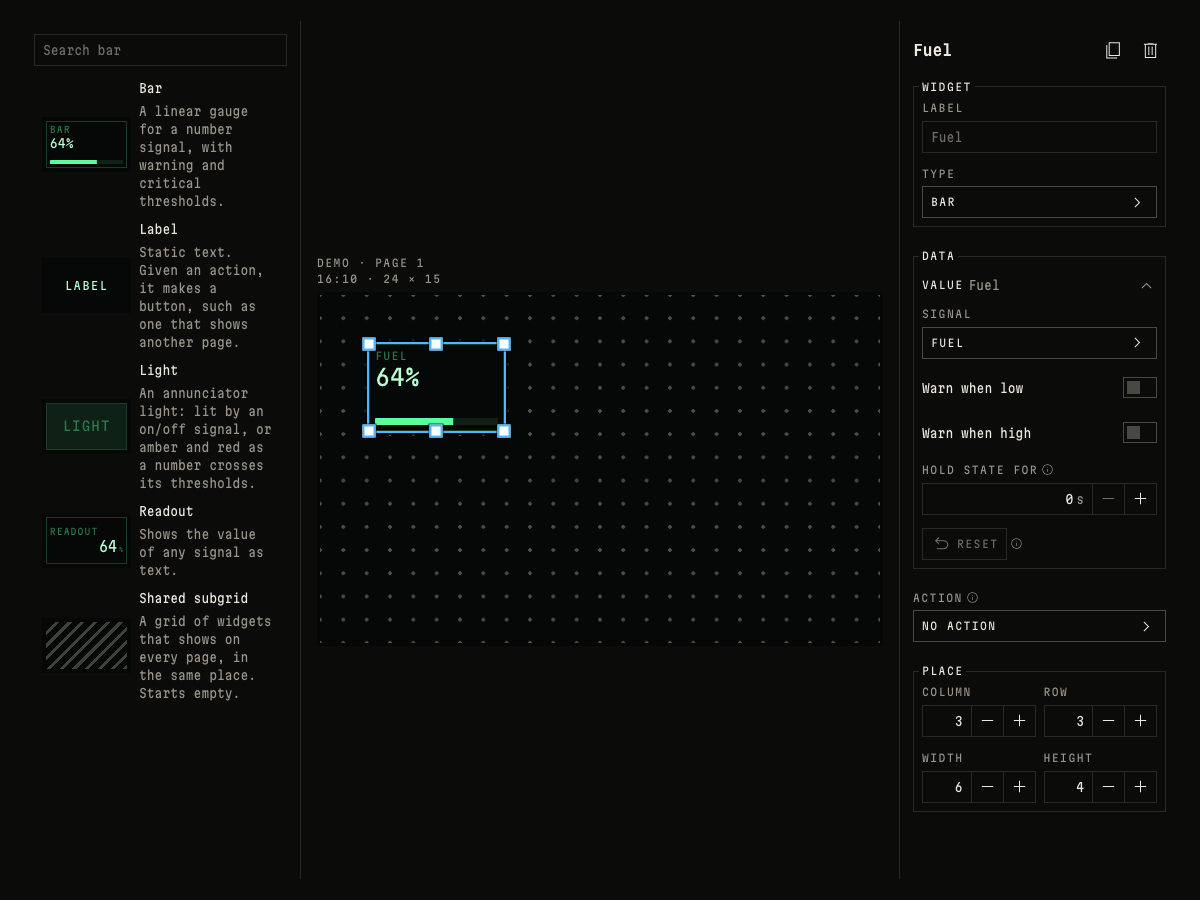 Search bar
BAR
64%
Bar
A linear gauge
for a number
signal, with
warning and
critical
thresholds.
LABEL
Label
Static text.
Given an action,
it makes a
button, such as
one that shows
another page.
LIGHT
Light
An annunciator
light: lit by an
on/off signal, or
amber and red as
a number crosses
its thresholds.
READOUT
64%
Readout
Shows the value
of any signal as
text.
Shared subgrid
A grid of widgets
that shows on
every page, in
the same place.
Starts empty.
DEMO · PAGE 1
16:10 · 24 × 15
FUEL
64%
Fuel
WIDGET
LABEL
Fuel
TYPE
BAR
DATA
VALUE Fuel
SIGNAL
FUEL
Warn when low
Warn when high
HOLD STATE FOR
0 s
RESET
ACTION
NO ACTION
PLACE
COLUMN ROW
3 3
WIDTH HEIGHT
6 4